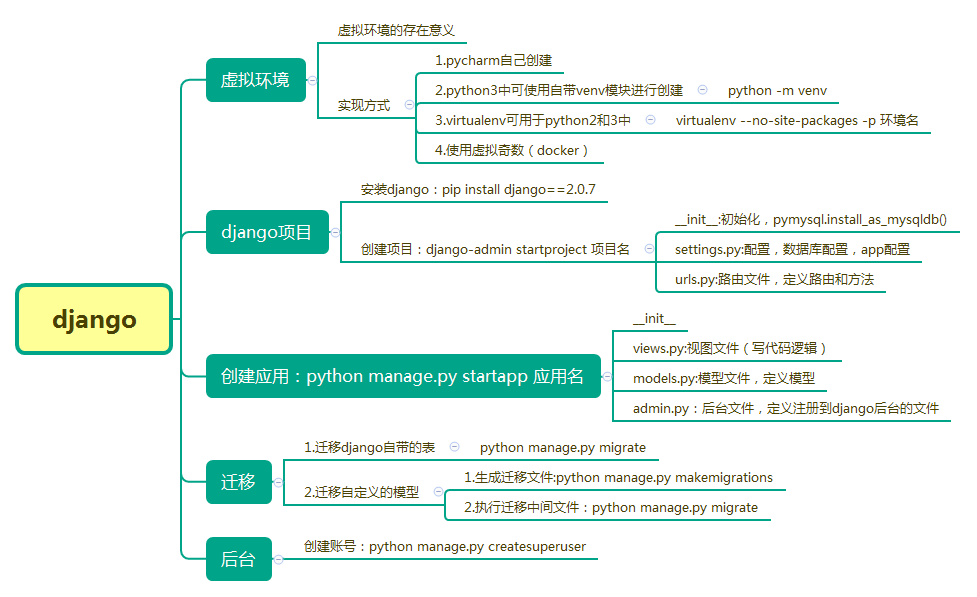 django
虚拟环境
虚拟环境的存在意义
实现方式
1.pycharm自己创建
2.python3中可使用自带venv模块进行创建
python -m venv
3.virtualenv可用于python2和3中
virtualenv --no-site-packages -p 环境名
4.使用虚拟奇数（docker）
django项目
安装django：pip install django==2.0.7
创建项目：django-admin startproject 项目名
__init__:初始化，pymysql.install_as_mysqldb()
settings.py:配置，数据库配置，app配置
urls.py:路由文件，定义路由和方法
创建应用：python manage.py startapp 应用名
__init__
views.py:视图文件（写代码逻辑）
models.py:模型文件，定义模型
admin.py：后台文件，定义注册到django后台的文件
迁移
1.迁移django自带的表
python manage.py migrate
2.迁移自定义的模型
1.生成迁移文件:python manage.py makemigrations
2.执行迁移中间文件：python manage.py migrate
后台
创建账号：python manage.py createsuperuser